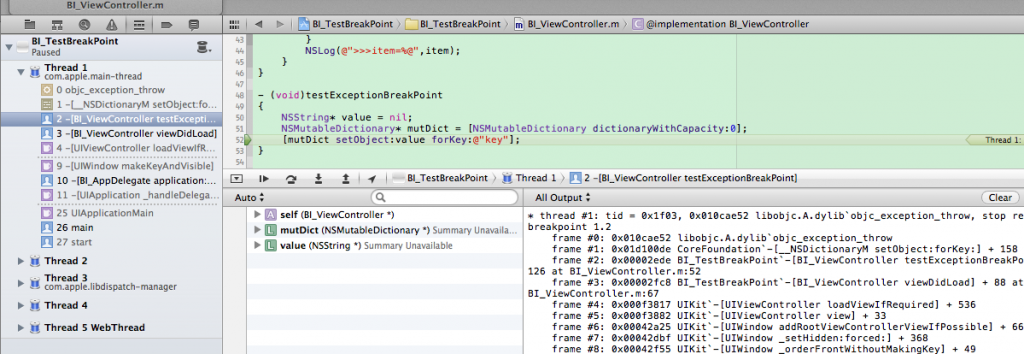 BI_ViewController.m
BI_TestBreakPoint
BI_TestBreakPoint
BI_ViewController.m
@implementation BI_ViewController
BI_TestBreakPoint
Paused
Thread 1
com.apple.main-thread
0 objc_exception_throw
1 -[__NSDictionaryM setObject:fo...
2 -[BI_ViewController testExcepti...
3 -[BI_ViewController viewDidLoad]
4 -[UIViewController loadViewIfR...
9 -[UIWindow makeKeyAndVisible]
10 -[BI_AppDelegate application:...
11 -[UIApplication _handleDelega...
25 UIApplicationMain
26 main
27 start
Thread 2
Thread 3
com.apple.libdispatch-manager
Thread 4
Thread 5 WebThread
43 }
44 NSLog(@">>>item=%@",item);
45 }
46 }
47
48 - (void)testExceptionBreakPoint
49 {
50 NSString* value = nil;
51 NSMutableDictionary* mutDict = [NSMutableDictionary dictionaryWithCapacity:0];
52 [mutDict setObject:value forKey:@"key"];
Thread 1:
53 }
54
BI_TestBreakPoint
Thread 1
2 -[BI_ViewController testExceptionBreakPoint]
Auto
All Output
Clear
self (BI_ViewController *)
mutDict (NSMutableDictionary *) Summary Unavaila...
value (NSString *) Summary Unavailable
* thread #1: tid = 0x1f03, 0x010cae52 libobjc.A.dylib`objc_exception_throw, stop re
breakpoint 1.2
frame #0: 0x010cae52 libobjc.A.dylib`objc_exception_throw
frame #1: 0x01d100de CoreFoundation`-[__NSDictionaryM setObject:forKey:] + 158
frame #2: 0x00002ede BI_TestBreakPoint`-[BI_ViewController testExceptionBreakPo
126 at BI_ViewController.m:52
frame #3: 0x00002fc8 BI_TestBreakPoint`-[BI_ViewController viewDidLoad] + 88 at
BI_ViewController.m:67
frame #4: 0x000f3817 UIKit`-[UIViewController loadViewIfRequired] + 536
frame #5: 0x000f3882 UIKit`-[UIViewController view] + 33
frame #6: 0x00042a25 UIKit`-[UIWindow addRootViewControllerViewIfPossible] + 66
frame #7: 0x00042dbf UIKit`-[UIWindow _setHidden:forced:] + 368
frame #8: 0x00042f55 UIKit`-[UIWindow _orderFrontWithoutMakingKey] + 49